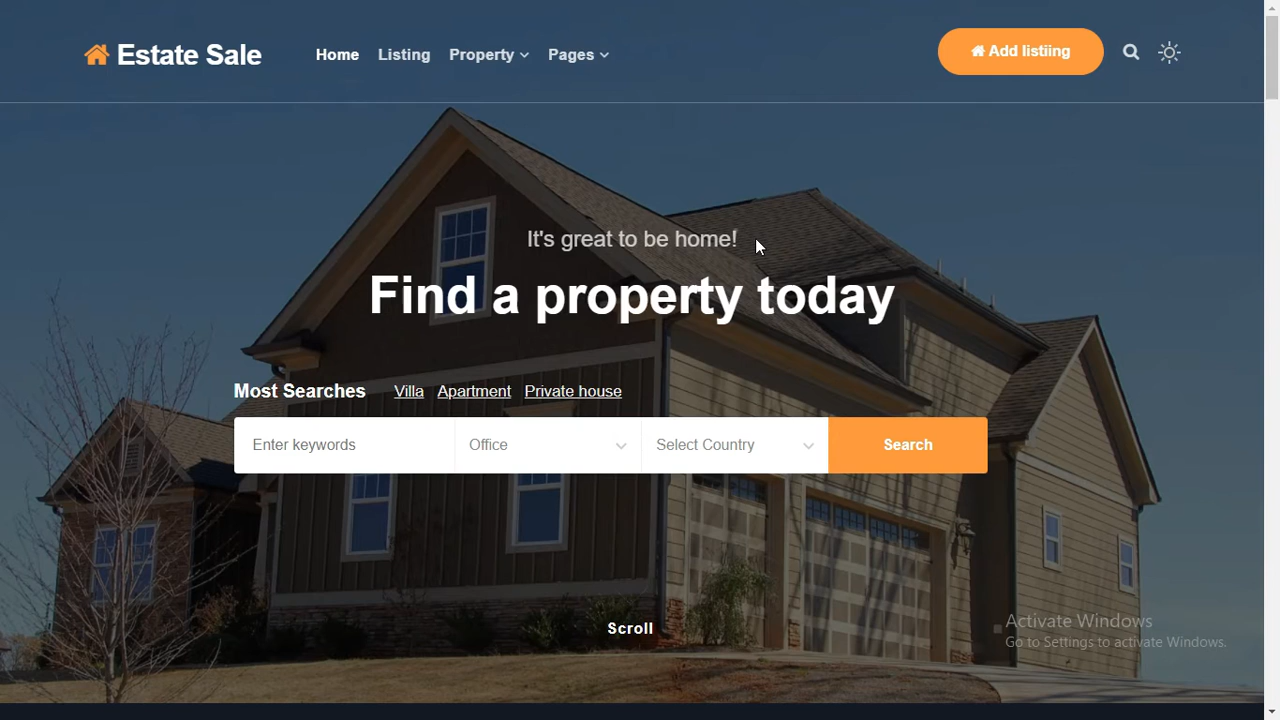 Estate Sale
Home
Listing
Property
Pages
Add listiing
It's great to be home!
Find a property today
Most Searches
Villa
Apartment
Private house
Enter keywords
Office
Select Country
Search
Scroll
Activate Windows
Go to Settings to activate Windows.